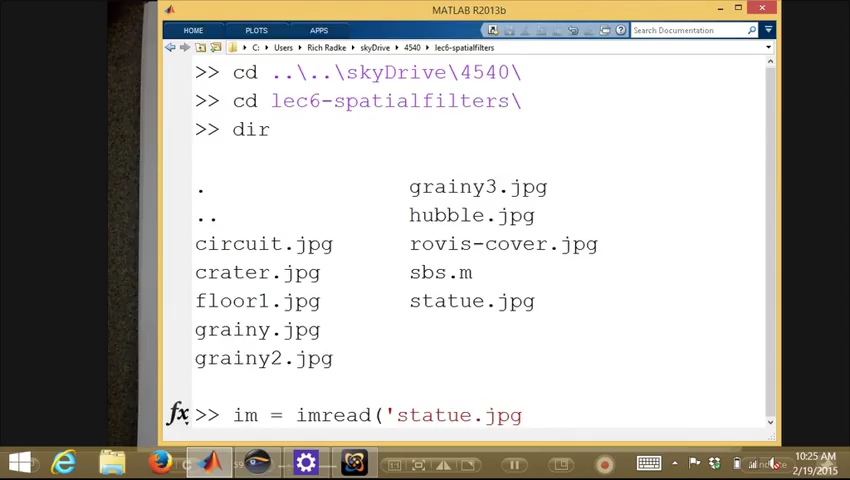 MATLAB R2013b
HOME PLOTS APPS
Search Documentation
C: Users Rich Radke skyDrive 4540 lec6-spatialfilters
>> cd ..\..\skyDrive\4540\
>> cd lec6-spatialfilters\
>> dir
. grainy3.jpg
.. hubble.jpg
circuit.jpg rovis-cover.jpg
crater.jpg sbs.m
floor1.jpg statue.jpg
grainy.jpg
grainy2.jpg
fx >> im = imread('statue.jpg
10:25 AM
2/19/2015